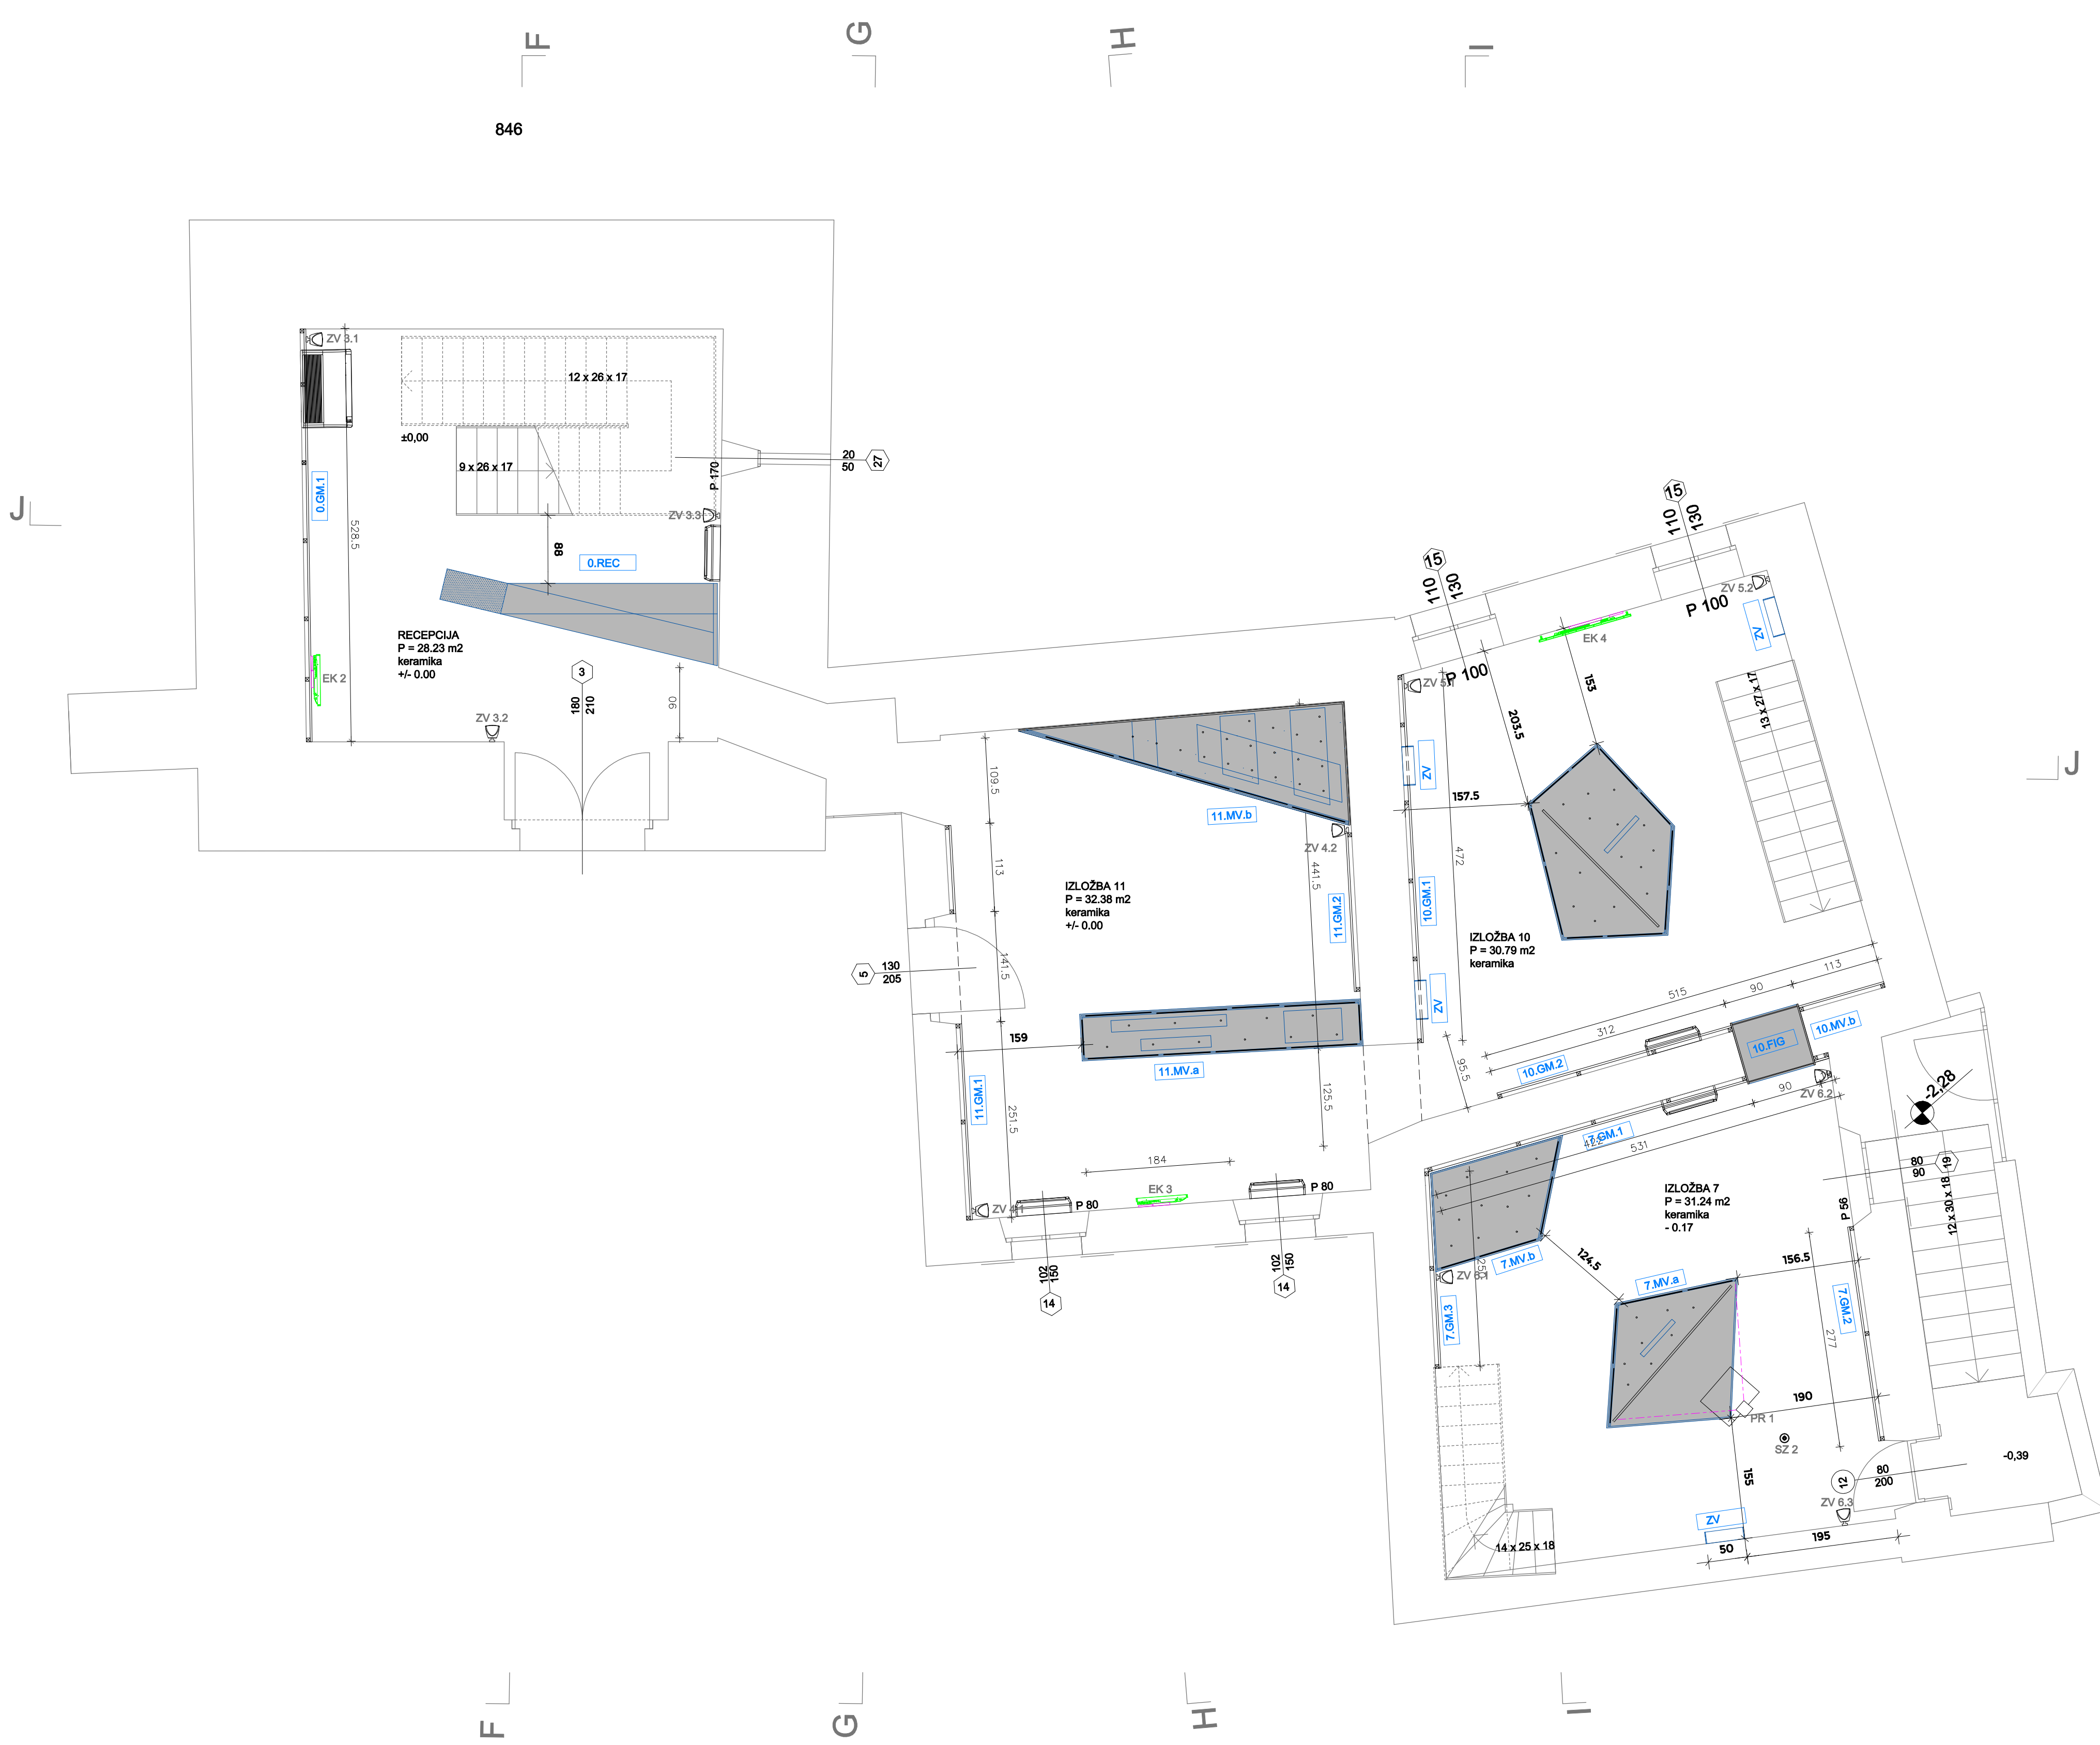 F
G
H
I
846
ZV 3.1
12 x 26 x 17
±0,00
9 x 26 x 17
P 170
20
50
27
0.GM.1
528.5
ZV 3.3
88
0.REC
J
RECEPCIJA
P = 28.23 m2
keramika
+/- 0.00
EK 2
3
180
210
90
ZV 3.2
15
110
130
15
110
130
P 100
ZV 5.2
ZV
EK 4
P 100
153
203.5
13 x 27 x 17
ZV
157.5
472
10.GM.1
IZLOŽBA 10
P = 30.79 m2
keramika
ZV
J
109.5
113
11.MV.b
ZV 4.2
441.5
IZLOŽBA 11
P = 32.38 m2
keramika
+/- 0.00
11.GM.2
5
130
205
141.5
159
11.MV.a
11.GM.1
251.5
125.5
95.5
184
EK 3
P 80
P 80
102
150
14
102
150
14
515
90
113
312
10.GM.2
10.FIG
10.MV.b
90
ZV 6.2
-2,28
7.GM.1
531
80
90
19
IZLOŽBA 7
P = 31.24 m2
keramika
- 0.17
P 56
12 x 30 x 18
7.MV.b
124.5
7.MV.a
156.5
7.GM.2
277
7.GM.3
190
PR 1
SZ 2
155
12
80
200
-0,39
ZV 6.3
ZV
50
195
14 x 25 x 18
F
G
H
I